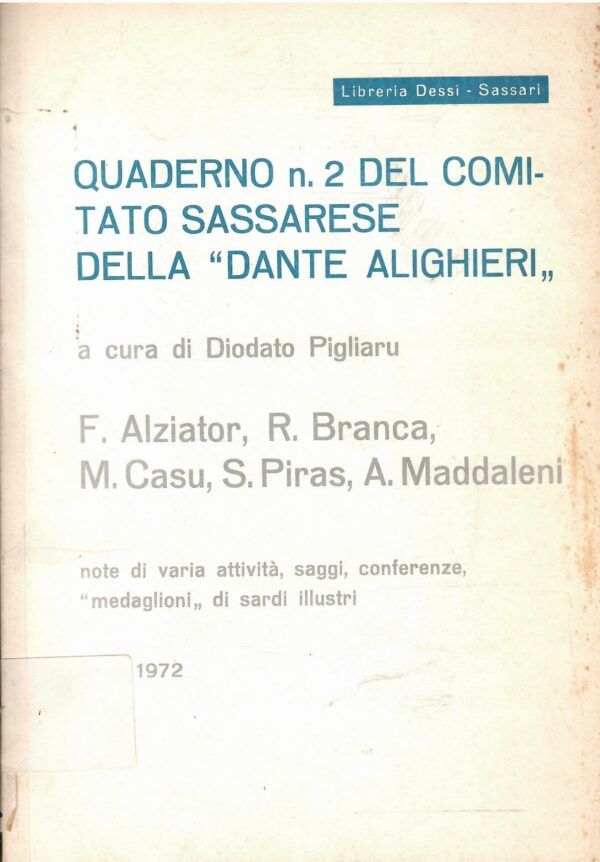 Libreria Dessì - Sassari
QUADERNO n. 2 DEL COMI-
TATO SASSARESE
DELLA “DANTE ALIGHIERI„
a cura di Diodato Pigliaru
F. Alziator, R. Branca,
M. Casu, S. Piras, A. Maddaleni
note di varia attività, saggi, conferenze,
“medaglioni„ di sardi illustri
1972